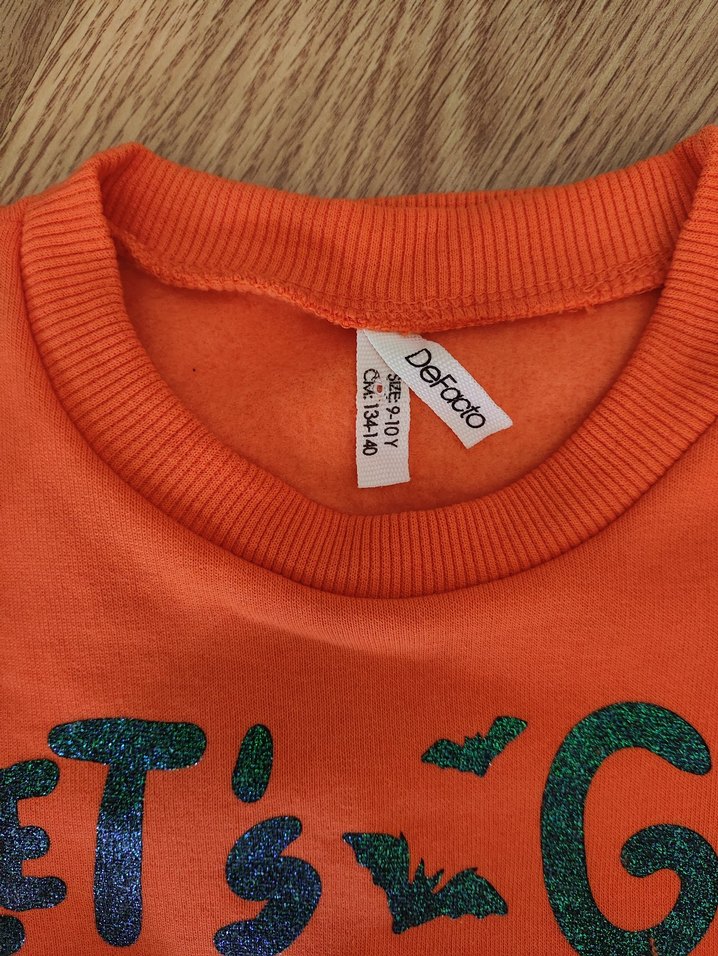 DeFacto
SIZE: 9-10 Y
CM: 134-140
ET's G